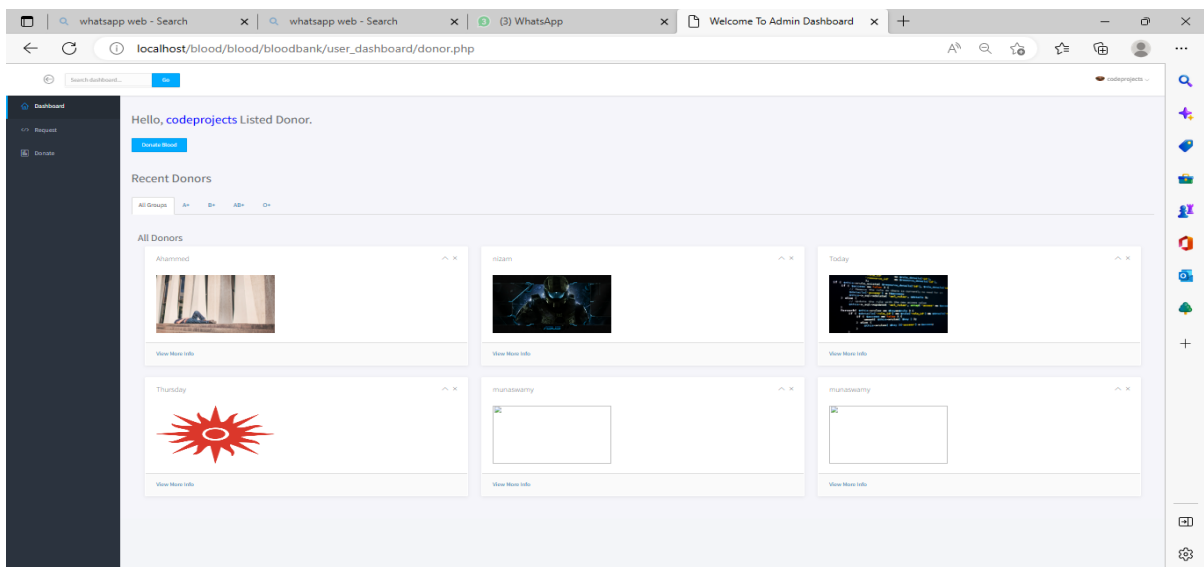 whatsapp web - Search
whatsapp web - Search
(3) WhatsApp
Welcome To Admin Dashboard
localhost/blood/blood/bloodbank/user_dashboard/donor.php
Search dashboard...
Go
codeprojects
Dashboard
Request
Donate
Hello, codeprojects Listed Donor.
Donate Blood
Recent Donors
All Groups A+ B+ AB+ O+
All Donors
Ahammed
nizam
Today
View More Info
View More Info
View More Info
Thursday
munaswamy
munaswamy
View More Info
View More Info
View More Info